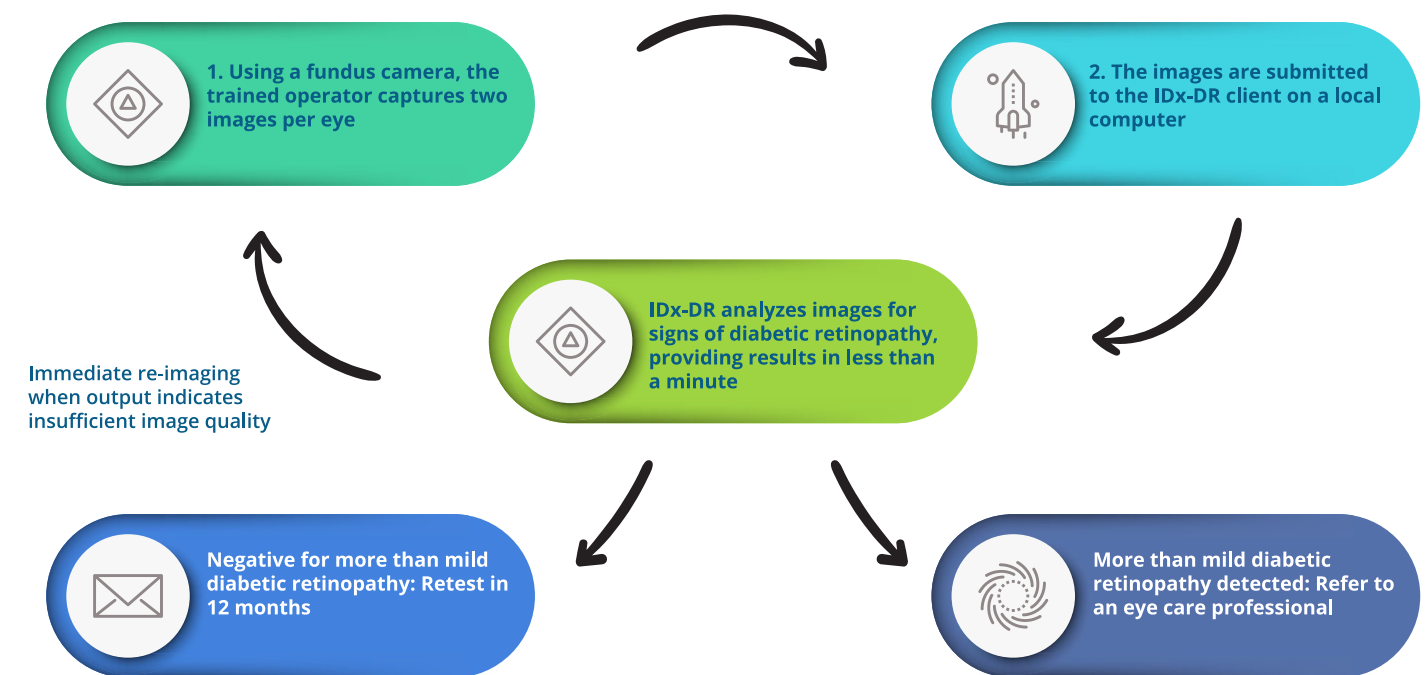 1. Using a fundus camera, the
trained operator captures two
images per eye
2. The images are submitted
to the IDx-DR client on a local
computer
IDx-DR analyzes images for
signs of diabetic retinopathy,
providing results in less than
a minute
Immediate re-imaging
when output indicates
insufficient image quality
Negative for more than mild
diabetic retinopathy: Retest in
12 months
More than mild diabetic
retinopathy detected: Refer to
an eye care professional